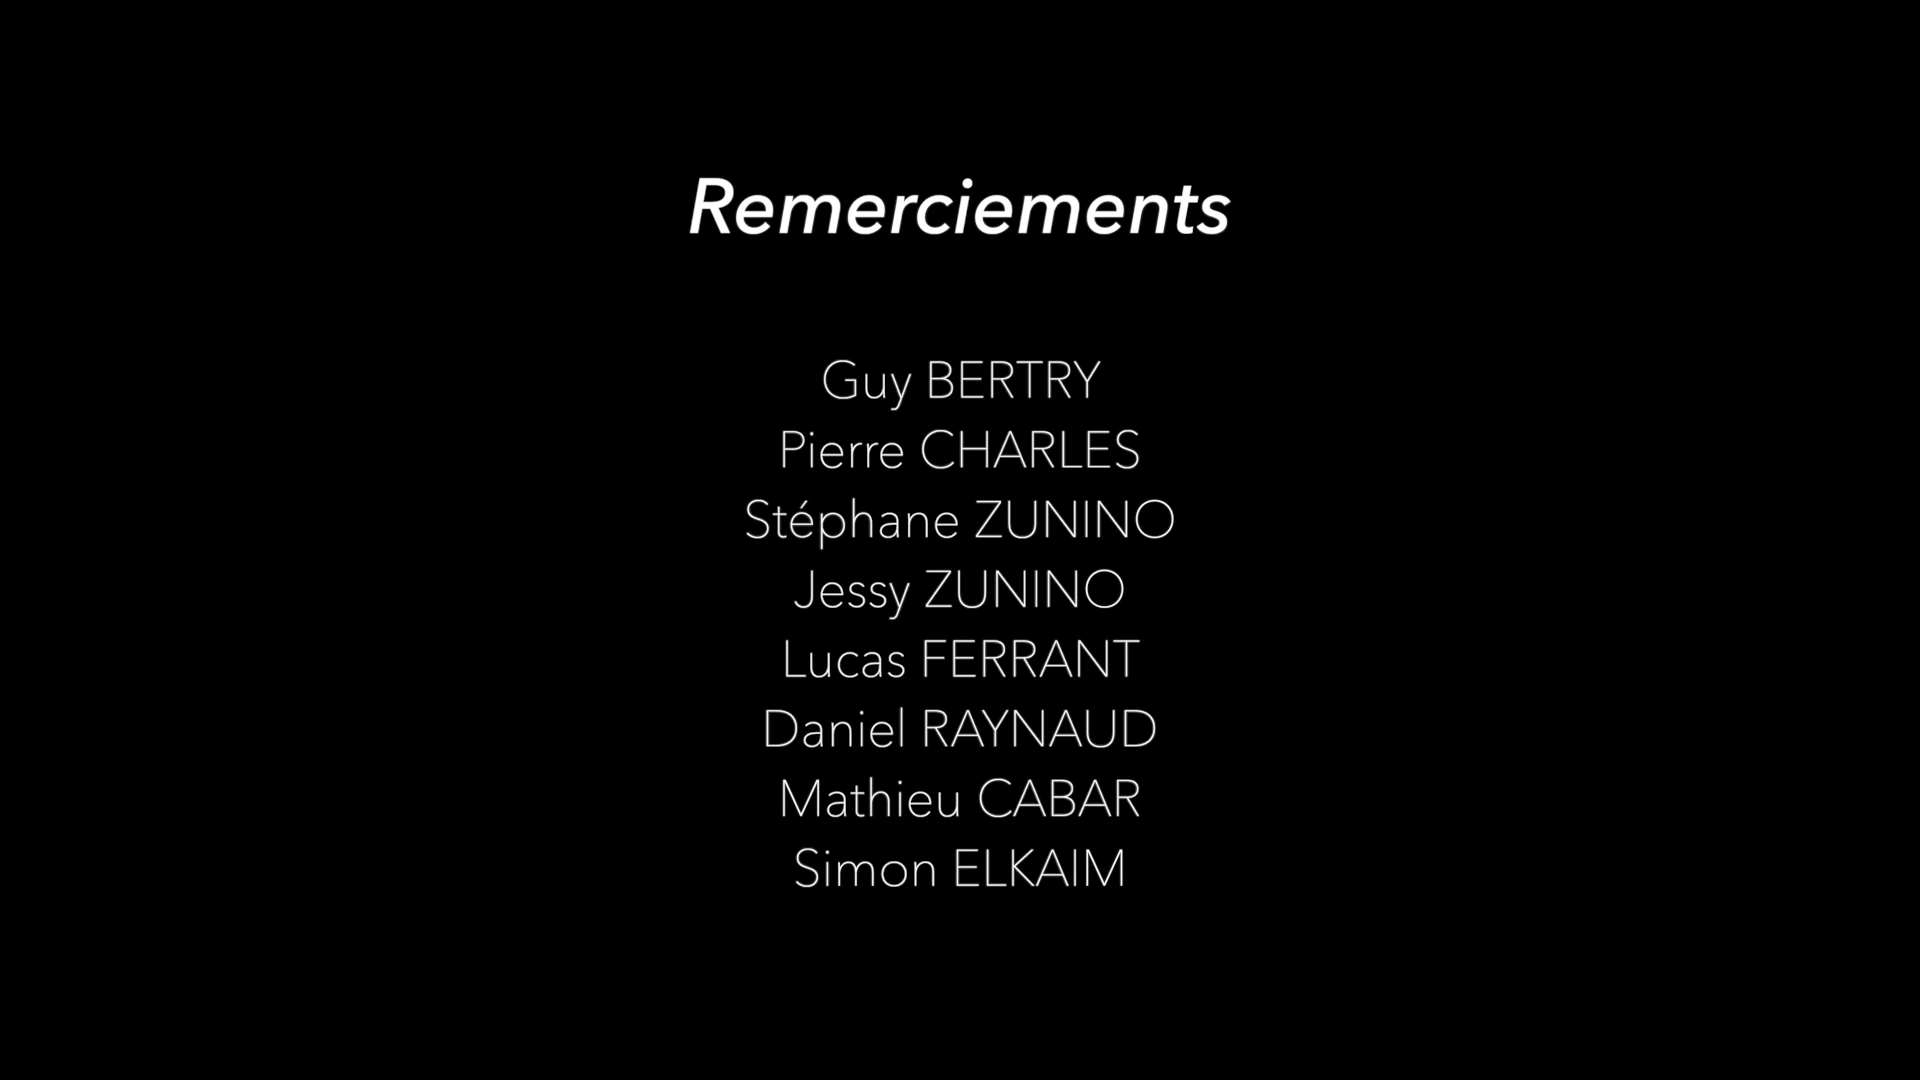 Remerciements
Guy BERTRY
Pierre CHARLES
Stéphane ZUNINO
Jessy ZUNINO
Lucas FERRANT
Daniel RAYNAUD
Mathieu CABAR
Simon ELKAIM